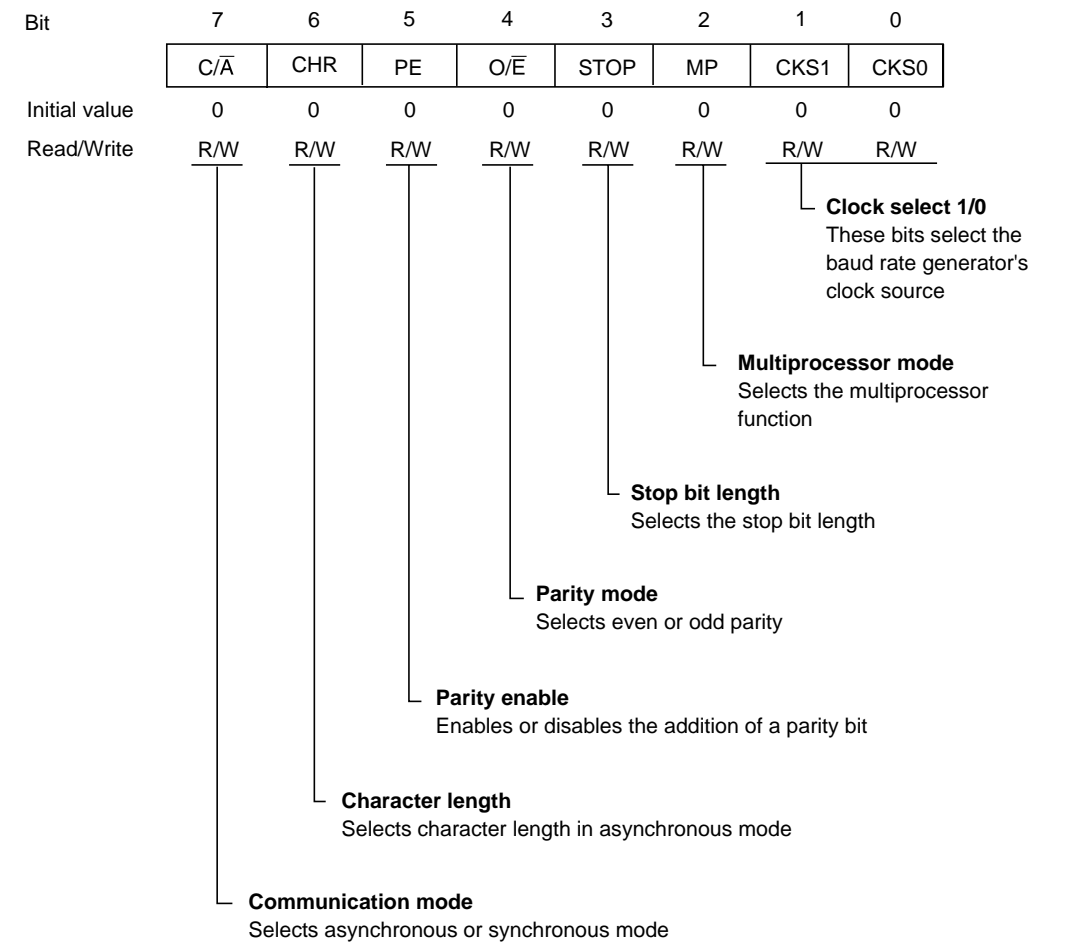 Bit 7 6 5 4 3 2 1 0
C/A̅ CHR PE O/E̅ STOP MP CKS1 CKS0
Initial value 0 0 0 0 0 0 0 0
Read/Write R/W R/W R/W R/W R/W R/W R/W R/W
Clock select 1/0
These bits select the
baud rate generator's
clock source
Multiprocessor mode
Selects the multiprocessor
function
Stop bit length
Selects the stop bit length
Parity mode
Selects even or odd parity
Parity enable
Enables or disables the addition of a parity bit
Character length
Selects character length in asynchronous mode
Communication mode
Selects asynchronous or synchronous mode